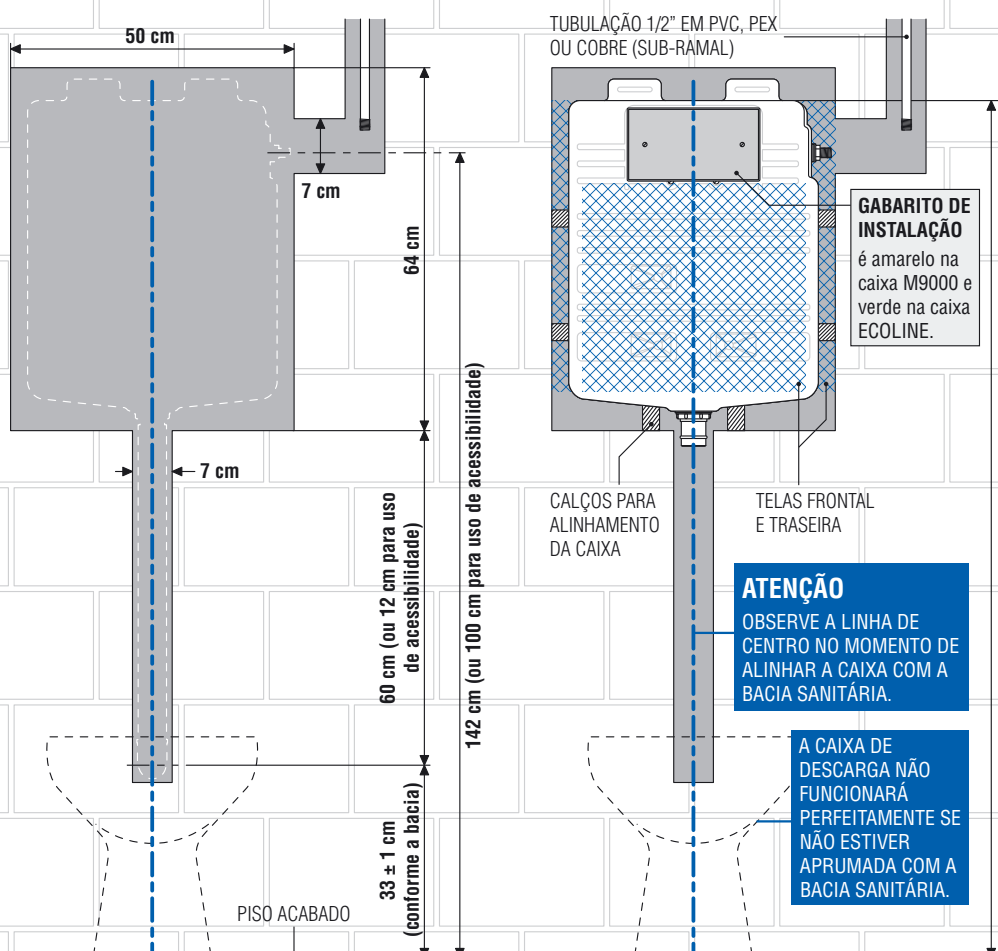 50 cm
7 cm
64 cm
7 cm
60 cm (ou 12 cm para uso
de acessibilidade)
142 cm (ou 100 cm para uso de acessibilidade)
33 ± 1 cm
(conforme a bacia)
PISO ACABADO
TUBULAÇÃO 1/2” EM PVC, PEX
OU COBRE (SUB-RAMAL)
GABARITO DE
INSTALAÇÃO
é amarelo na
caixa M9000 e
verde na caixa
ECOLINE.
CALÇOS PARA
ALINHAMENTO
DA CAIXA
TELAS FRONTAL
E TRASEIRA
ATENÇÃO
OBSERVE A LINHA DE
CENTRO NO MOMENTO DE
ALINHAR A CAIXA COM A
BACIA SANITÁRIA.
A CAIXA DE
DESCARGA NÃO
FUNCIONARÁ
PERFEITAMENTE SE
NÃO ESTIVER
APRUMADA COM A
BACIA SANITÁRIA.